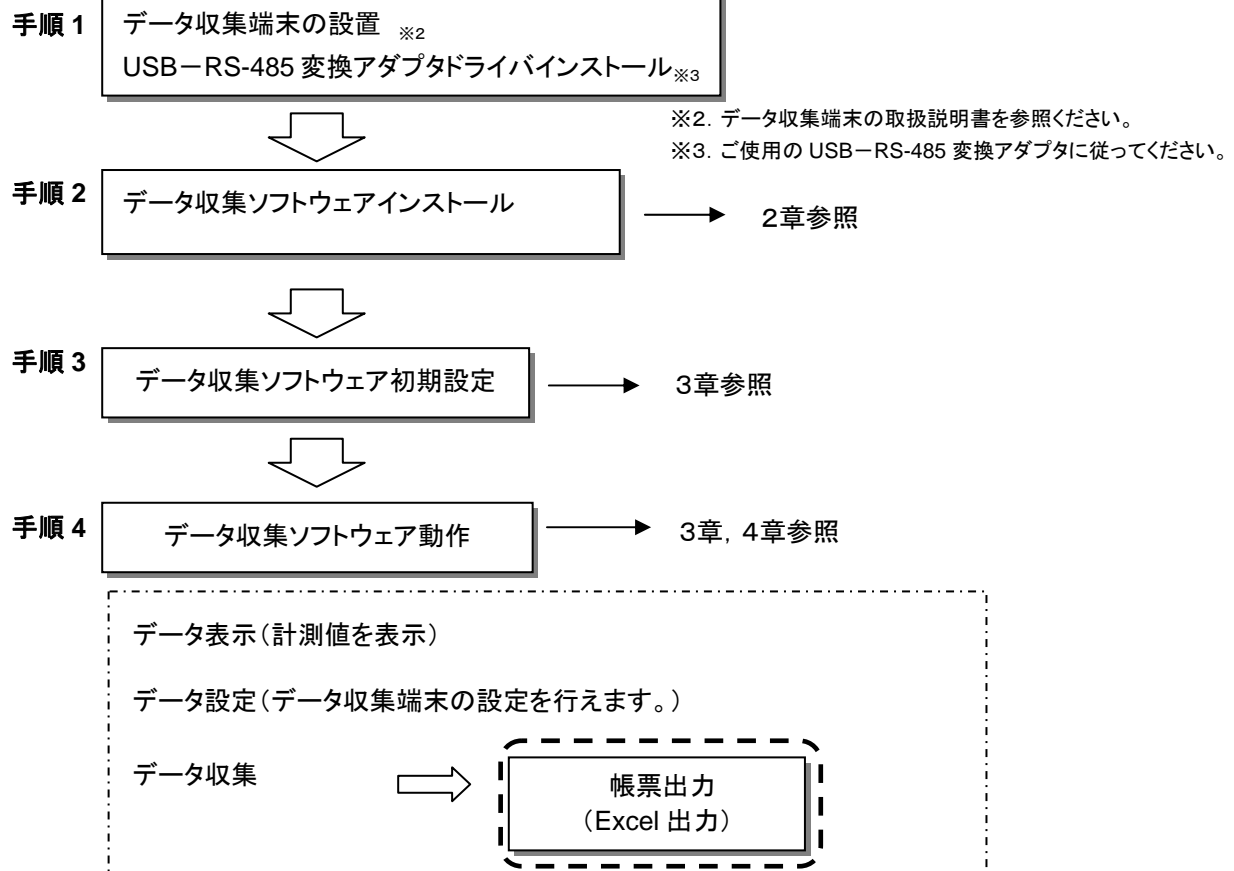 手順 1
データ収集端末の設置 ※2
USB－RS-485 変換アダプタドライバインストール※3
※2．データ収集端末の取扱説明書を参照ください。
※3．ご使用の USB－RS-485 変換アダプタに従ってください。
手順 2
データ収集ソフトウェアインストール
2章参照
手順 3
データ収集ソフトウェア初期設定
3章参照
手順 4
データ収集ソフトウェア動作
3章，4章参照
データ表示（計測値を表示）
データ設定（データ収集端末の設定を行えます。）
データ収集
帳票出力
（Excel 出力）